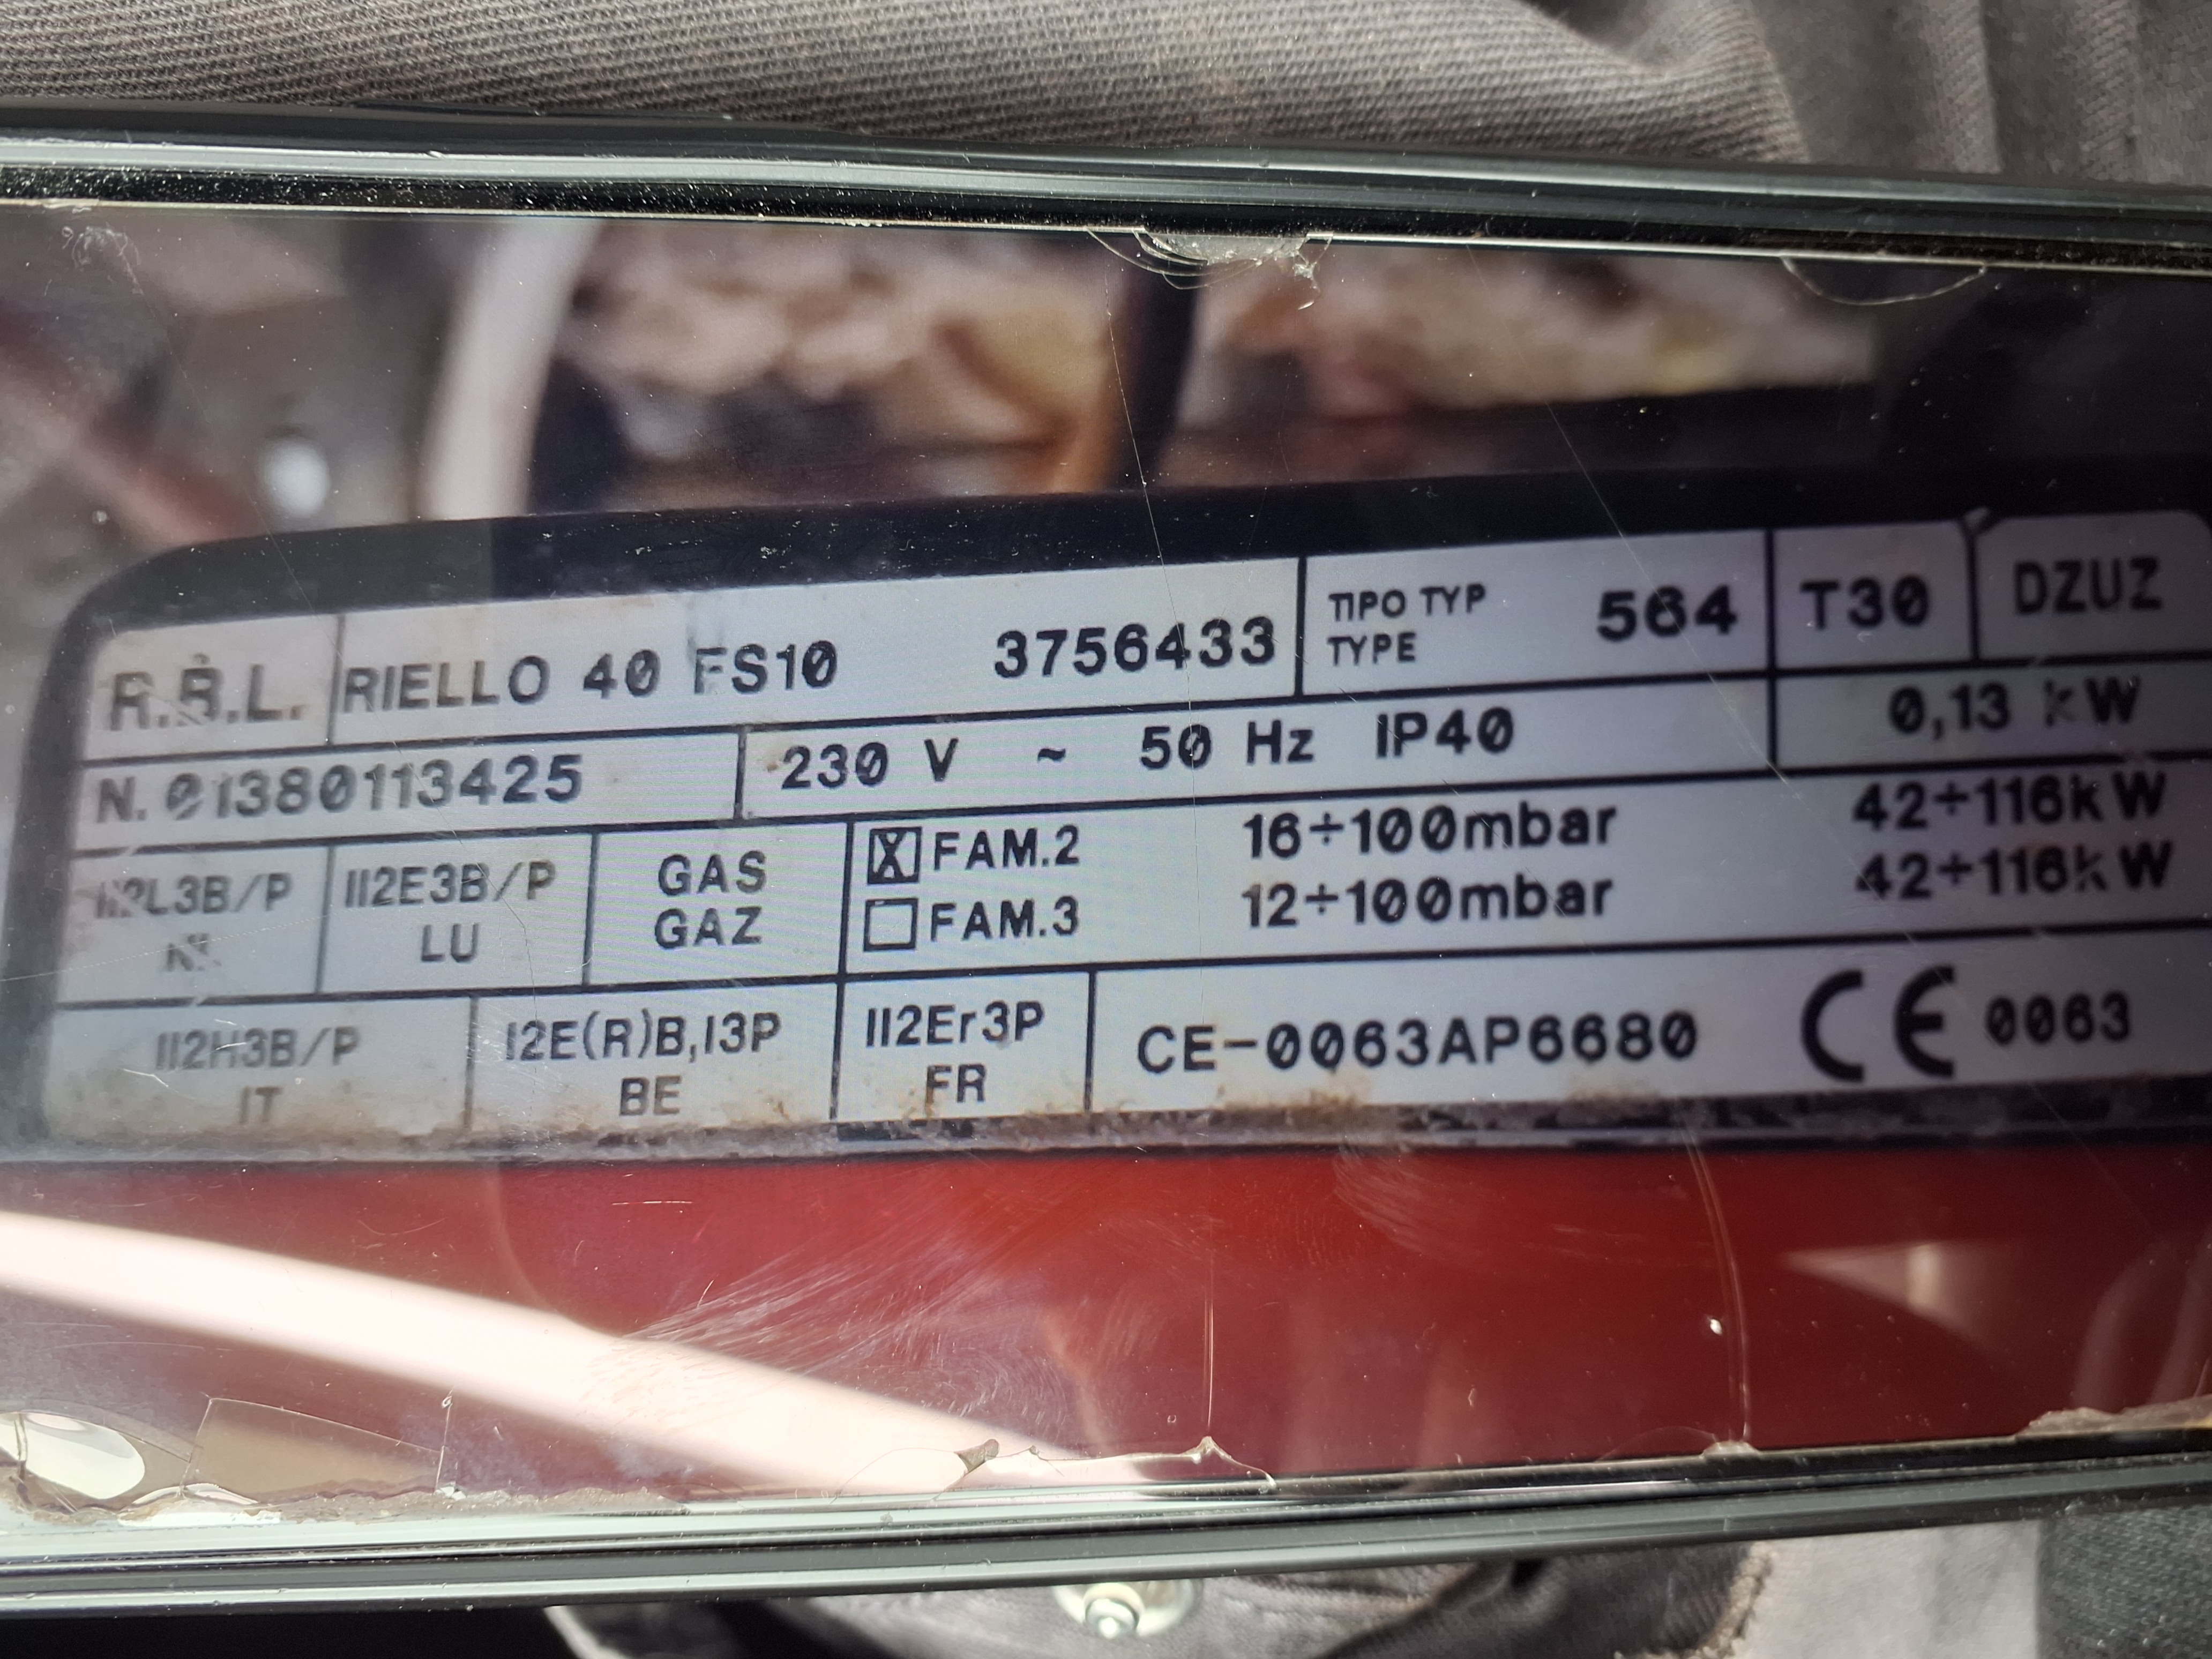 R.B.L. RIELLO 40 FS10 3756433 TIPO TYP TYPE 564 T30 DZUZ
N. 01380113425 230 V ~ 50 Hz IP40 0,13 kW
II2L3B/P II2E3B/P LU GAS GAZ
X FAM.2 16÷100mbar 42÷116kW
FAM.3 12÷100mbar 42÷116kW
II2H3B/P IT I2E(R)B,I3P BE II2Er3P FR CE-0063AP6680 CE 0063